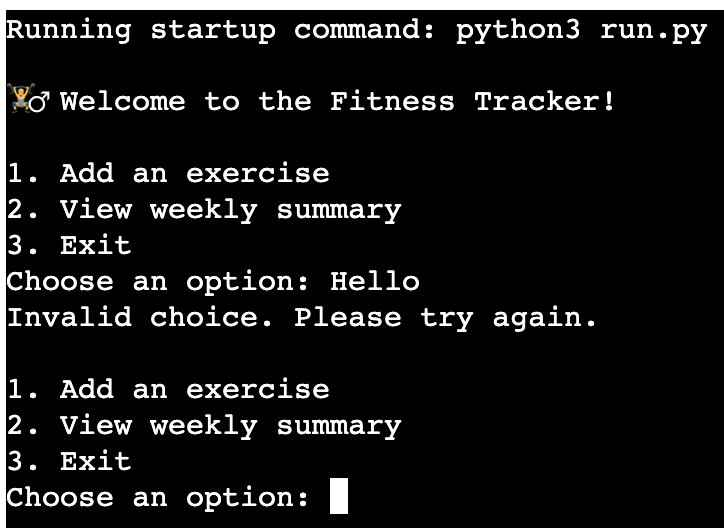 Running startup command: python3 run.py
🏋️♂ Welcome to the Fitness Tracker!
1. Add an exercise
2. View weekly summary
3. Exit
Choose an option: Hello
Invalid choice. Please try again.
1. Add an exercise
2. View weekly summary
3. Exit
Choose an option: